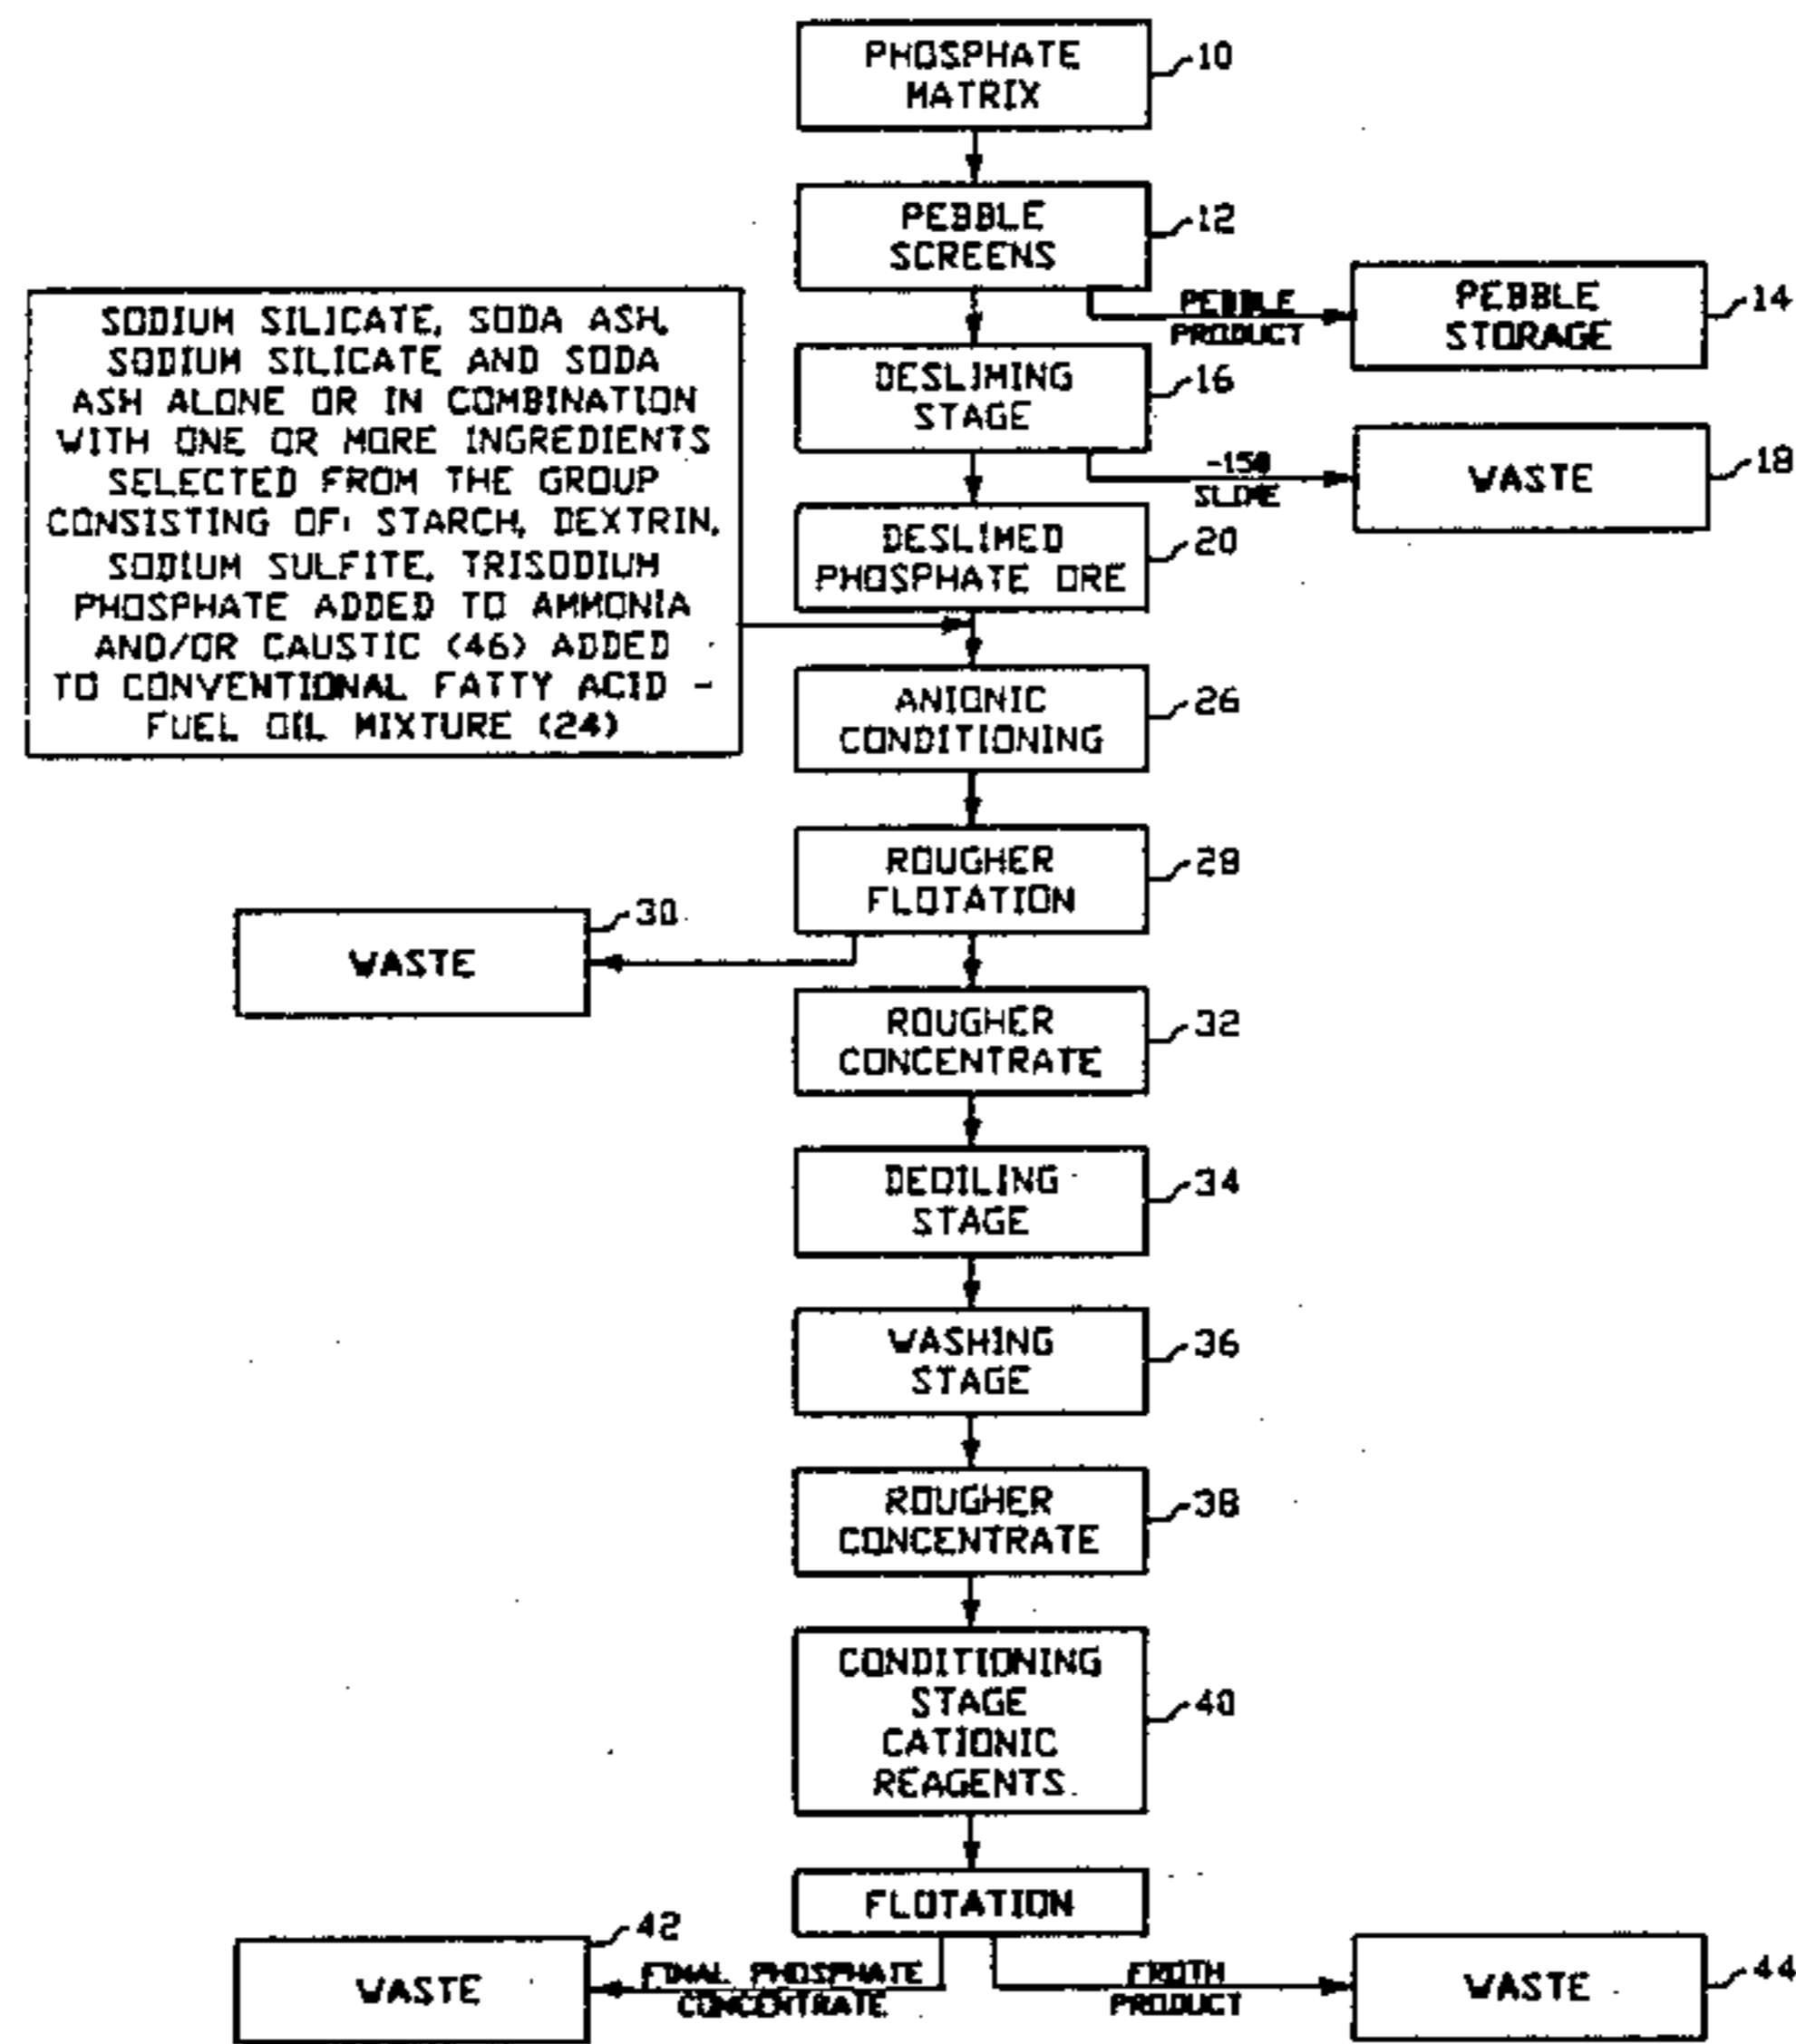 PHOSPHATE
MATRIX
10
PEBBLE
SCREENS
12
PEBBLE
PRODUCT
PEBBLE
STORAGE
14
SODIUM SILICATE, SODA ASH,
SODIUM SILICATE AND SODA
ASH ALONE OR IN COMBINATION
WITH ONE OR MORE INGREDIENTS
SELECTED FROM THE GROUP
CONSISTING OF: STARCH, DEXTRIN,
SODIUM SULFITE, TRISODIUM
PHOSPHATE ADDED TO AMMONIA
AND/OR CAUSTIC (46) ADDED
TO CONVENTIONAL FATTY ACID -
FUEL OIL MIXTURE (24)
DESLIMING
STAGE
16
-150
SLIME
WASTE
18
DESLIMED
PHOSPHATE ORE
20
ANIONIC
CONDITIONING
26
ROUGHER
FLOTATION
28
WASTE
30
ROUGHER
CONCENTRATE
32
DEOILING
STAGE
34
WASHING
STAGE
36
ROUGHER
CONCENTRATE
38
CONDITIONING
STAGE
CATIONIC
REAGENTS
40
FLOTATION
FINAL PHOSPHATE
CONCENTRATE
WASTE
42
FROTH
PRODUCT
WASTE
44